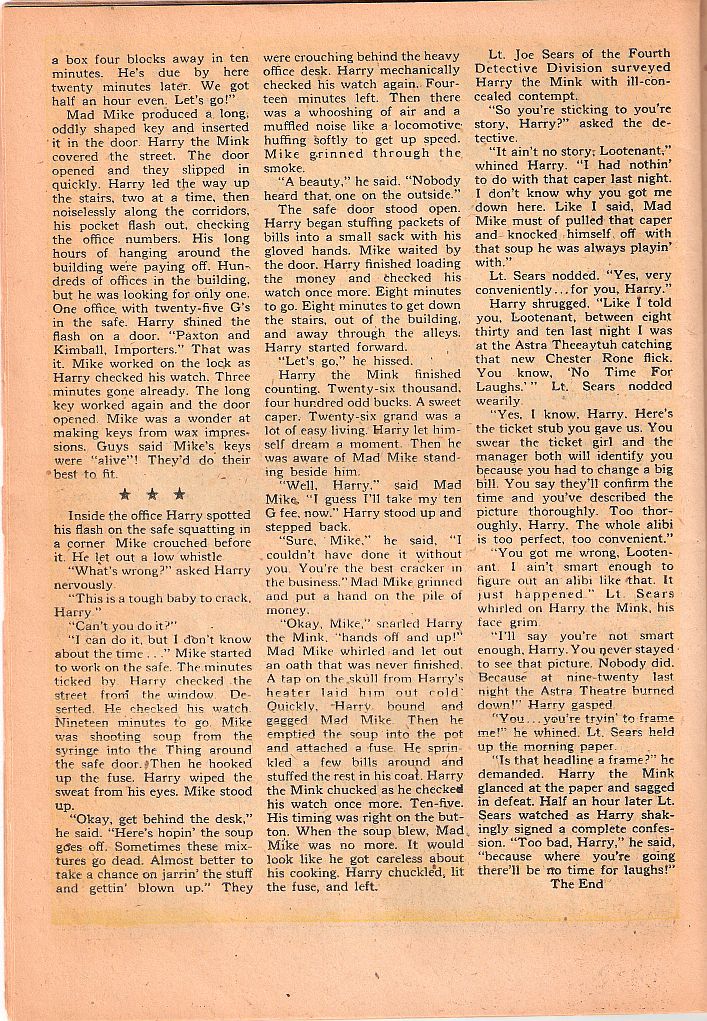 a box four blocks away in ten
minutes. He's due by here
twenty minutes later. We got
half an hour even. Let's go!"
Mad Mike produced a long,
oddly shaped key and inserted
it in the door. Harry the Mink
covered the street. The door
opened and they slipped in
quickly. Harry led the way up
the stairs, two at a time, then
noiselessly along the corridors,
his pocket flash out, checking
the office numbers. His long
hours of hanging around the
building were paying off. Hun-
dreds of offices in the building,
but he was looking for only one.
One office with twenty-five G's
in the safe. Harry shined the
flash on a door. "Paxton and
Kimball, Importers." That was
it. Mike worked on the lock as
Harry checked his watch. Three
minutes gone already. The long
key worked again and the door
opened. Mike was a wonder at
making keys from wax impres-
sions. Guys said Mike's keys
were "alive"! They'd do their
best to fit.
★ ★ ★
Inside the office Harry spotted
his flash on the safe squatting in
a corner. Mike crouched before
it. He let out a low whistle.
"What's wrong?" asked Harry
nervously.
"This is a tough baby to crack,
Harry."
"Can't you do it?"
"I can do it, but I don't know
about the time . . ." Mike started
to work on the safe. The minutes
ticked by. Harry checked the
street from the window. De-
serted. He checked his watch.
Nineteen minutes to go. Mike
was shooting soup from the
syringe into the Thing around
the safe door. Then he hooked
up the fuse. Harry wiped the
sweat from his eyes. Mike stood
up.
"Okay, get behind the desk,"
he said. "Here's hopin' the soup
goes off. Sometimes these mix-
tures go dead. Almost better to
take a chance on jarrin' the stuff
and gettin' blown up." They
were crouching behind the heavy
office desk. Harry mechanically
checked his watch again. Four-
teen minutes left. Then there
was a whooshing of air and a
muffled noise like a locomotive
huffing softly to get up speed.
Mike grinned through the
smoke.
"A beauty," he said. "Nobody
heard that one on the outside."
The safe door stood open.
Harry began stuffing packets of
bills into a small sack with his
gloved hands. Mike waited by
the door. Harry finished loading
the money and checked his
watch once more. Eight minutes
to go. Eight minutes to get down
the stairs, out of the building,
and away through the alleys.
Harry started forward.
"Let's go," he hissed.
Harry the Mink finished
counting. Twenty-six thousand,
four hundred odd bucks. A sweet
caper. Twenty-six grand was a
lot of easy living. Harry let him-
self dream a moment. Then he
was aware of Mad Mike stand-
ing beside him.
"Well, Harry," said Mad
Mike, "I guess I'll take my ten
G fee, now." Harry stood up and
stepped back.
"Sure, Mike," he said, "I
couldn't have done it without
you. You're the best cracker in
the business." Mad Mike grinned
and put a hand on the pile of
money.
"Okay, Mike," snarled Harry
the Mink, "hands off and up!"
Mad Mike whirled and let out
an oath that was never finished.
A tap on the skull from Harry's
heater laid him out cold.
Quickly, Harry bound and
gagged Mad Mike. Then he
emptied the soup into the pot
and attached a fuse. He sprin-
kled a few bills around and
stuffed the rest in his coat. Harry
the Mink chucked as he checked
his watch once more. Ten-five.
His timing was right on the but-
ton. When the soup blew, Mad
Mike was no more. It would
look like he got careless about
his cooking. Harry chuckled, lit
the fuse, and left.
Lt. Joe Sears of the Fourth
Detective Division surveyed
Harry the Mink with ill-con-
cealed contempt.
"So you're sticking to you're
story, Harry?" asked the de-
tective.
"It ain't no story, Lootenant,"
whined Harry. "I had nothin'
to do with that caper last night.
I don't know why you got me
down here. Like I said, Mad
Mike must of pulled that caper
and knocked himself off with
that soup he was always playin'
with."
Lt. Sears nodded. "Yes, very
conveniently . . . for you, Harry."
Harry shrugged. "Like I told
you, Lootenant, between eight
thirty and ten last night I was
at the Astra Theeaytuh catching
that new Chester Rone flick.
You know, 'No Time For
Laughs.' " Lt. Sears nodded
wearily.
"Yes, I know, Harry. Here's
the ticket stub you gave us. You
swear the ticket girl and the
manager both will identify you
because you had to change a big
bill. You say they'll confirm the
time and you've described the
picture thoroughly. Too thor-
oughly, Harry. The whole alibi
is too perfect, too convenient."
"You got me wrong, Looten-
ant. I ain't smart enough to
figure out an alibi like that. It
just happened." Lt. Sears
whirled on Harry the Mink, his
face grim.
"I'll say you're not smart
enough, Harry. You never stayed
to see that picture. Nobody did.
Because at nine-twenty last
night the Astra Theatre burned
down!" Harry gasped.
"You . . . you're tryin' to frame
me!" he whined. Lt. Sears held
up the morning paper.
"Is that headline a frame?" he
demanded. Harry the Mink
glanced at the paper and sagged
in defeat. Half an hour later Lt.
Sears watched as Harry shak-
ingly signed a complete confes-
sion. "Too bad, Harry," he said,
"because where you're going
there'll be no time for laughs!"
The End